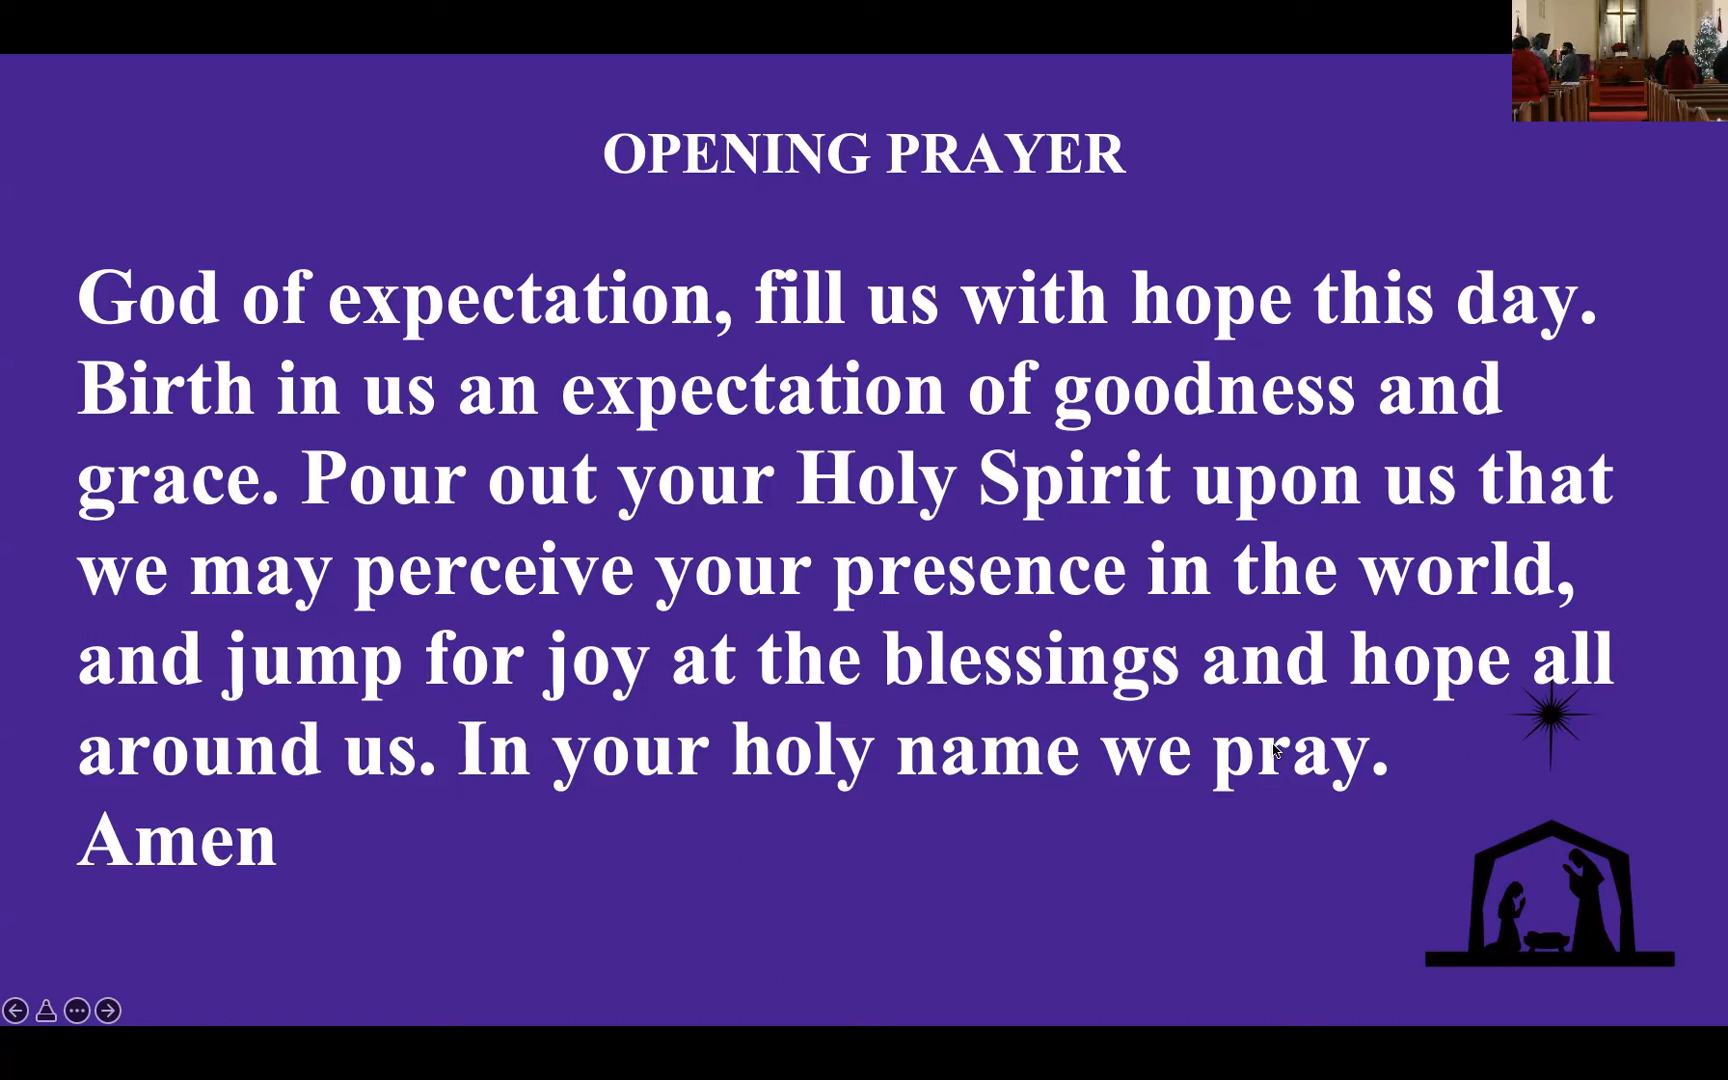 OPENING PRAYER
God of expectation, fill us with hope this day.
Birth in us an expectation of goodness and
grace. Pour out your Holy Spirit upon us that
we may perceive your presence in the world,
and jump for joy at the blessings and hope all
around us. In your holy name we pray.
Amen